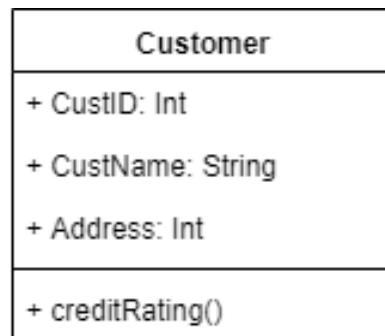 Customer
+ CustID: Int
+ CustName: String
+ Address: Int
+ creditRating()